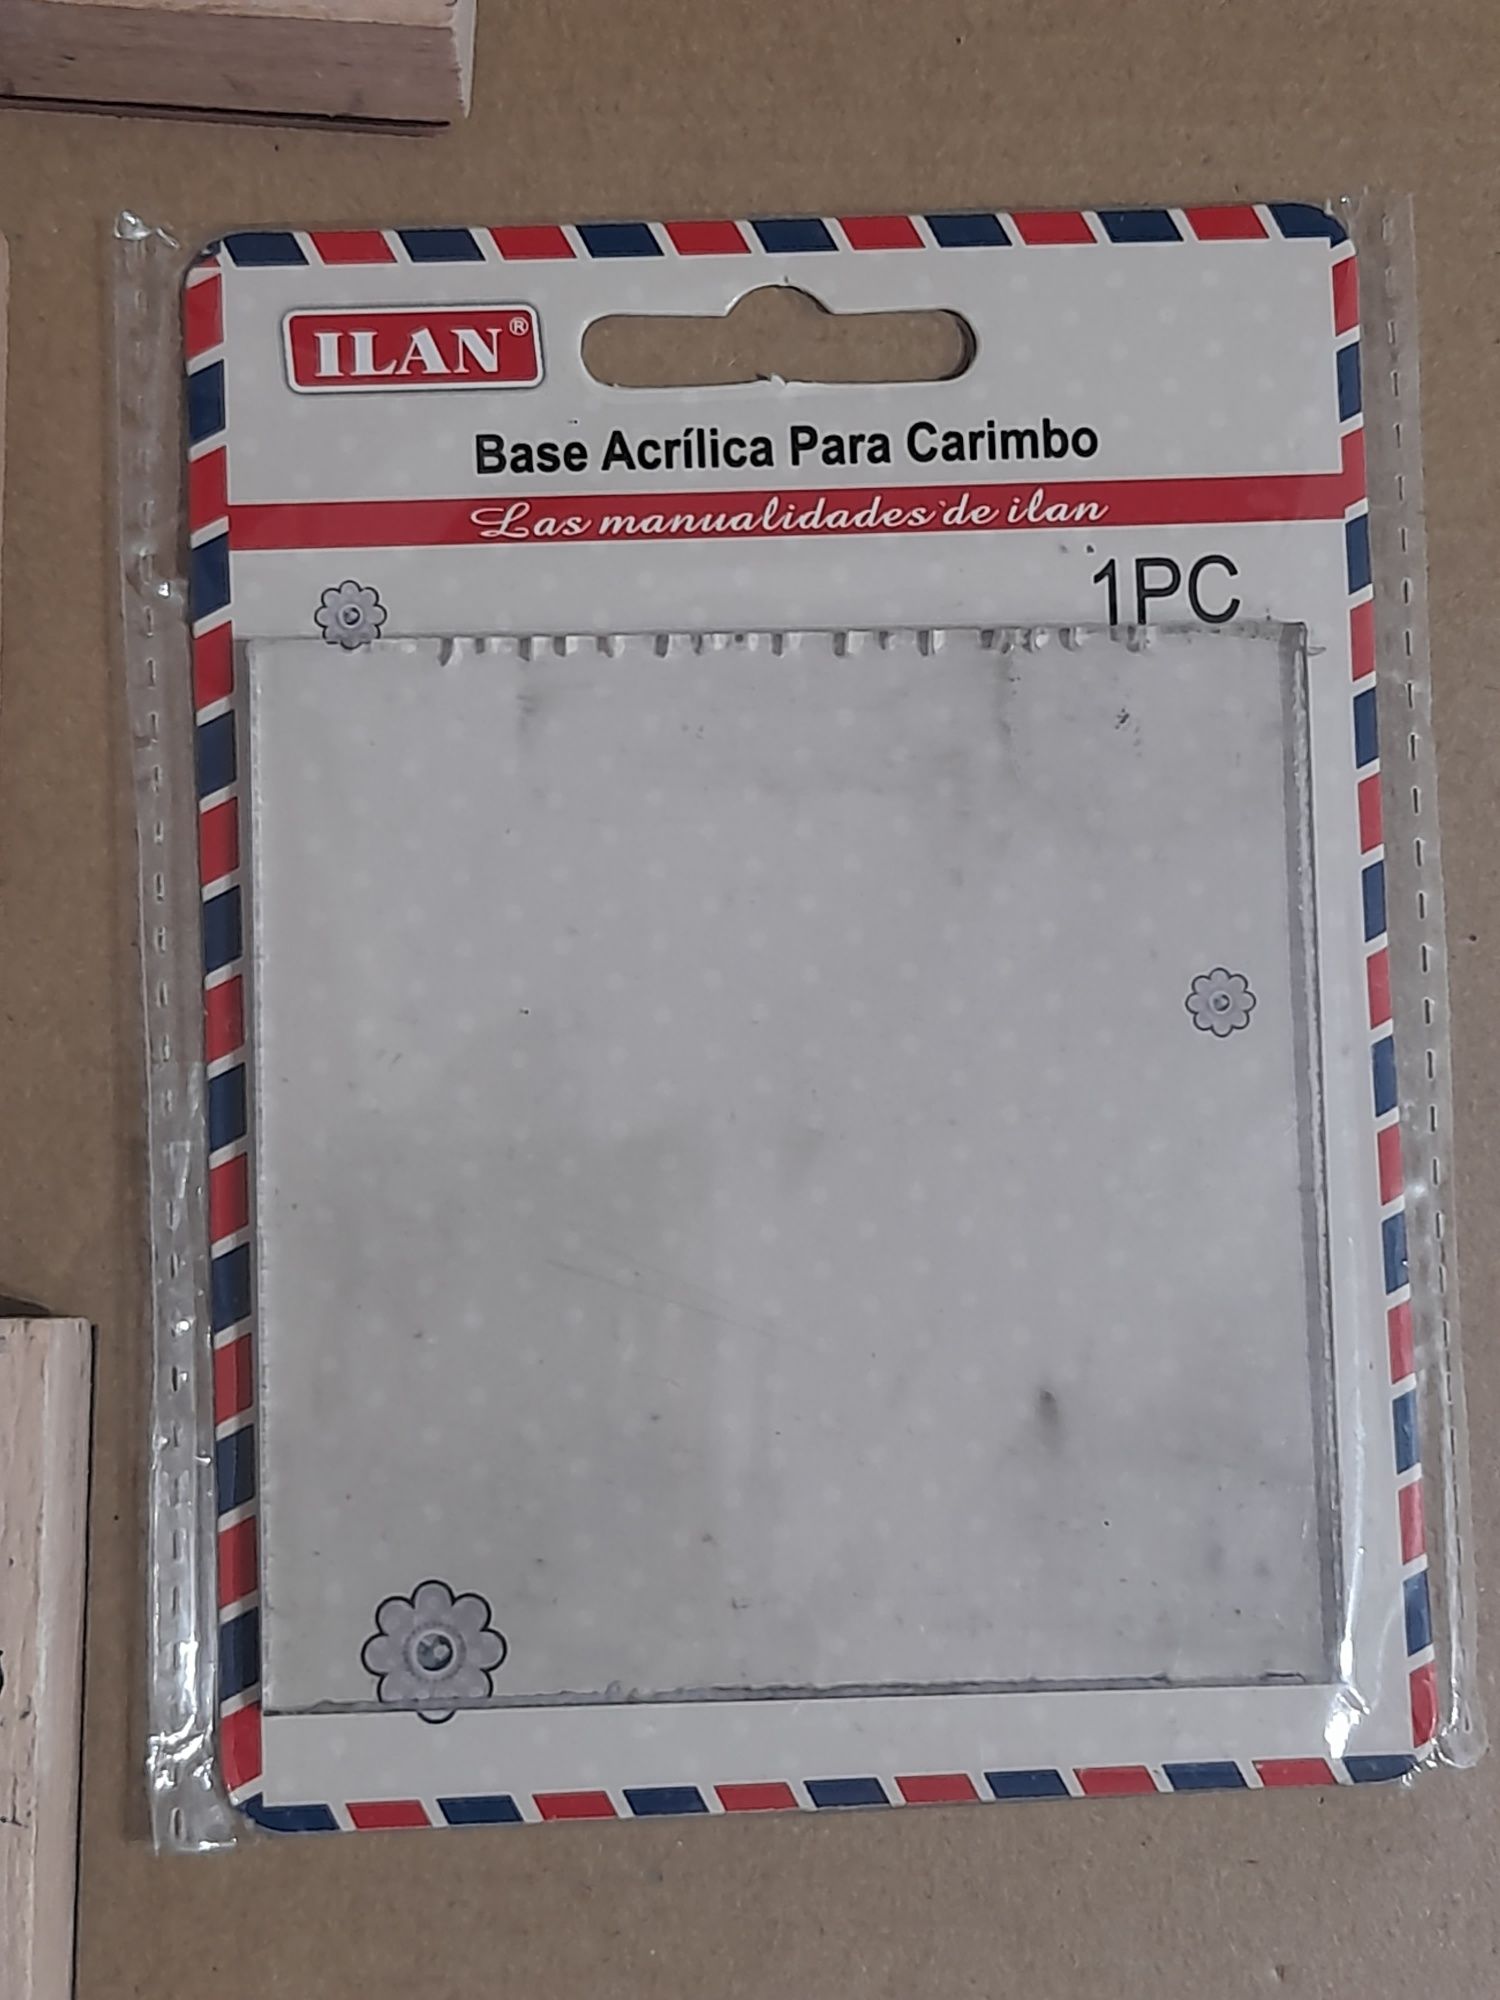 ILAN®
Base Acrílica Para Carimbo
Las manualidades de ilan
1PC